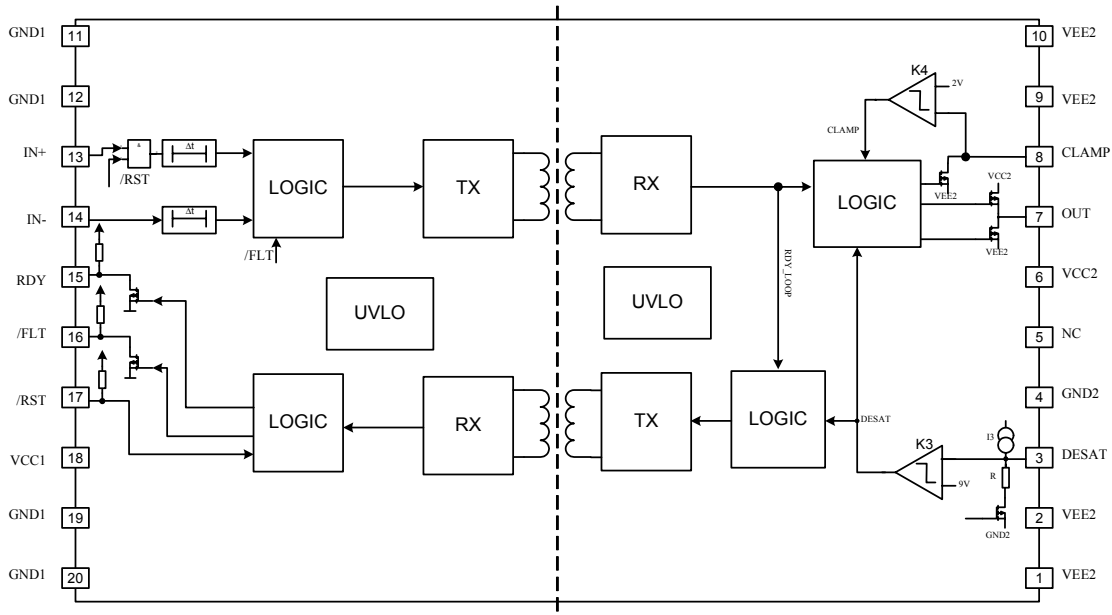 GND1
11
10
VEE2
K4
2V
GND1
12
9
VEE2
CLAMP
IN+
13
&
Δt
/RST
LOGIC
TX
RX
LOGIC
8
CLAMP
VEE2
VCC2
IN-
14
Δt
7
OUT
VEE2
/FLT
RDY_LOOP
RDY
15
UVLO
UVLO
6
VCC2
/FLT
16
5
NC
/RST
17
LOGIC
RX
TX
LOGIC
DESAT
4
GND2
I3
K3
VCC1
18
3
DESAT
R
9V
GND1
19
2
VEE2
GND2
GND1
20
1
VEE2